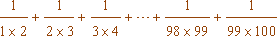 1/(1 x 2) + 1/(2 x 3) + 1/(3 x 4) + ⋯ + 1/(98 x 99) + 1/(99 x 100)